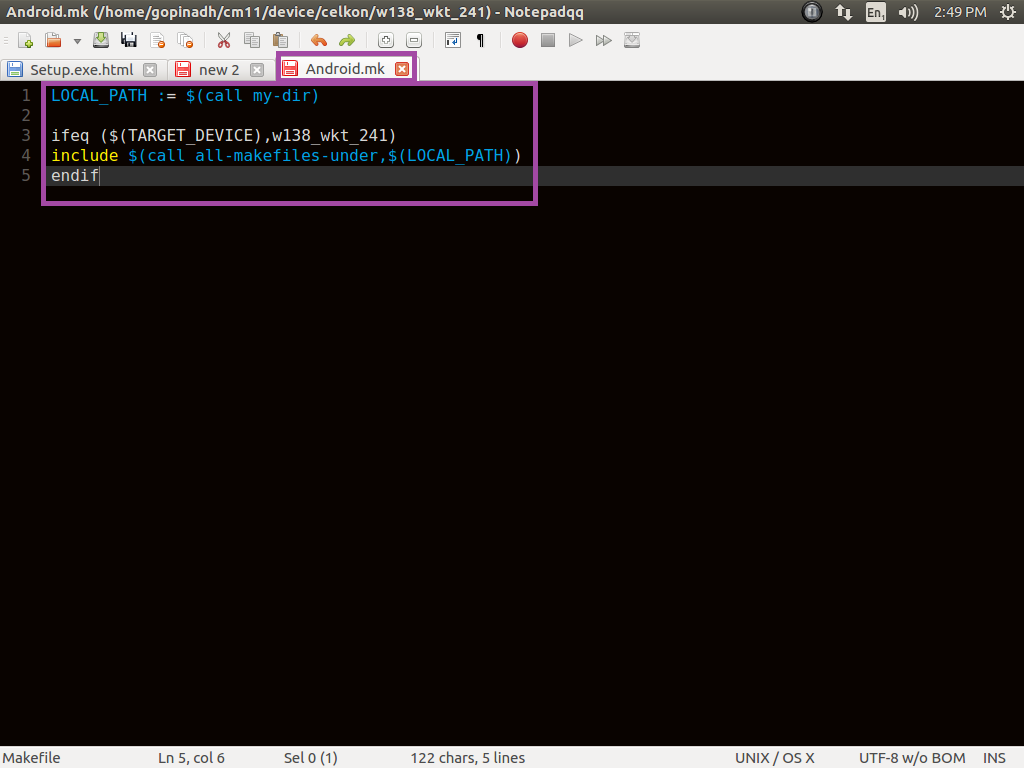 Android.mk (/home/gopinadh/cm11/device/celkon/w138_wkt_241) - Notepadqq
En1 2:49 PM
Setup.exe.html new 2 Android.mk
1 LOCAL_PATH := $(call my-dir)
2
3 ifeq ($(TARGET_DEVICE),w138_wkt_241)
4 include $(call all-makefiles-under,$(LOCAL_PATH))
5 endif
Makefile Ln 5, col 6 Sel 0 (1) 122 chars, 5 lines UNIX / OS X UTF-8 w/o BOM INS